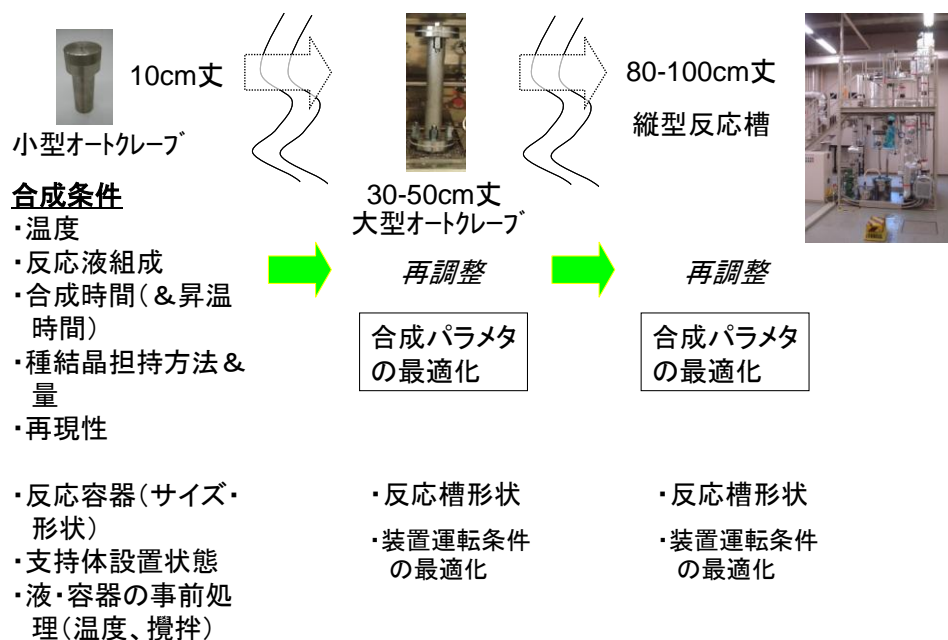 10cm丈
小型オートクレーブ
30-50cm丈
大型オートクレーブ
80-100cm丈
縦型反応槽
合成条件
・温度
・反応液組成
・合成時間(&昇温
時間)
・種結晶担持方法&
量
・再現性
・反応容器(サイズ・
形状)
・支持体設置状態
・液・容器の事前処
理(温度、攪拌)
再調整
合成パラメタ
の最適化
・反応槽形状
・装置運転条件
の最適化
再調整
合成パラメタ
の最適化
・反応槽形状
・装置運転条件
の最適化